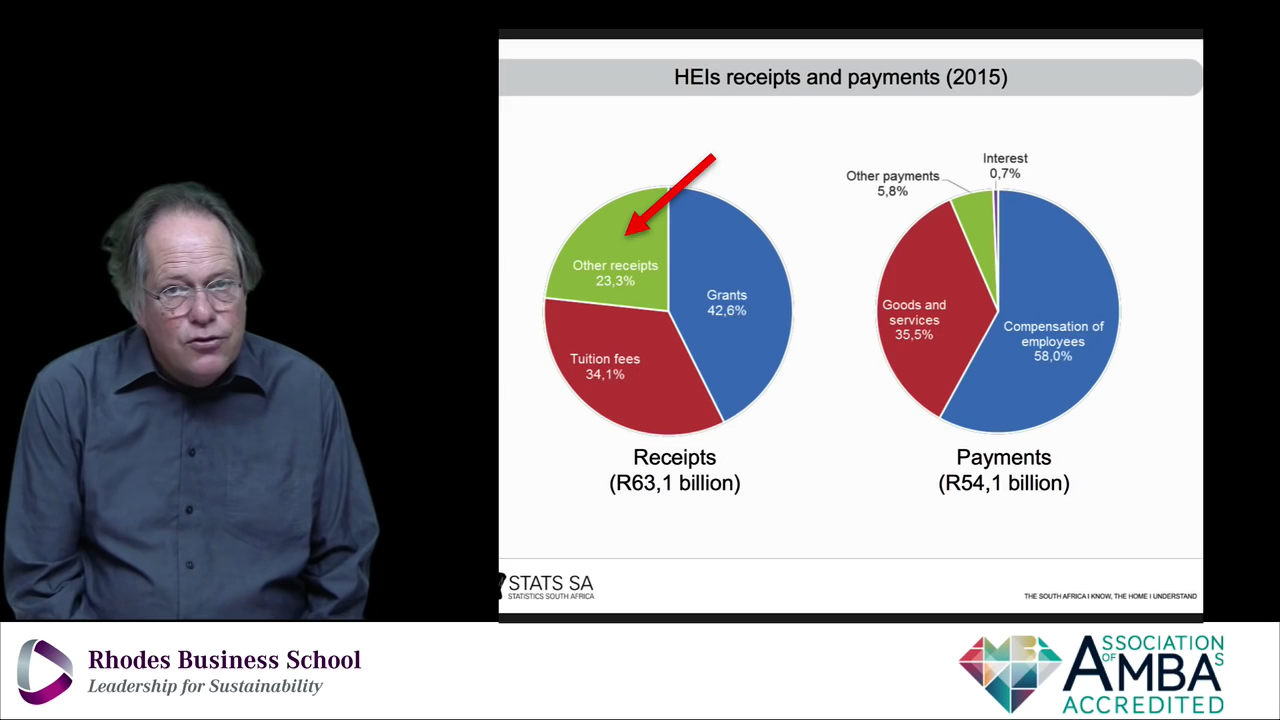 HEIs receipts and payments (2015)
Other receipts
23,3%
Grants
42,6%
Tuition fees
34,1%
Receipts
(R63,1 billion)
Interest
0,7%
Other payments
5,8%
Goods and
services
35,5%
Compensation of
employees
58,0%
Payments
(R54,1 billion)
STATS SA
STATISTICS SOUTH AFRICA
THE SOUTH AFRICA I KNOW, THE HOME I UNDERSTAND
Rhodes Business School
Leadership for Sustainability
MBA
ASSOCIATION
OF AMBAS
ACCREDITED